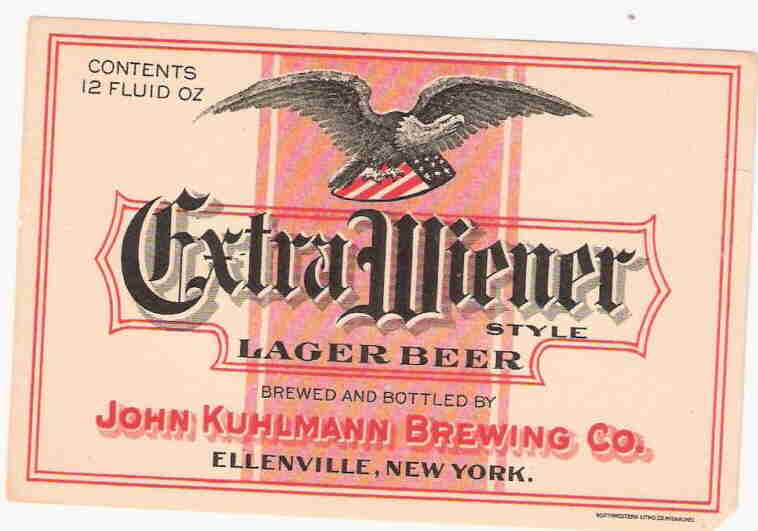 CONTENTS
12 FLUID OZ
Extra Wiener
STYLE
LAGER BEER
BREWED AND BOTTLED BY
JOHN KUHLMANN BREWING CO.
ELLENVILLE, NEW YORK.